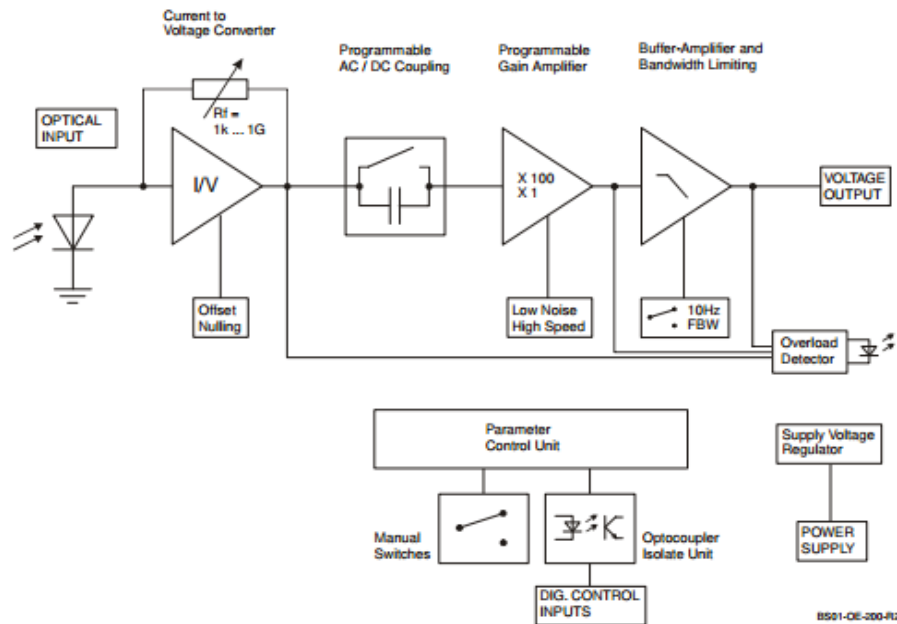 Current to
Voltage Converter
Programmable
AC / DC Coupling
Programmable
Gain Amplifier
Buffer-Amplifier and
Bandwidth Limiting
OPTICAL
INPUT
Rf =
1k ... 1G
I/V
X 100
X 1
VOLTAGE
OUTPUT
Offset
Nulling
Low Noise
High Speed
10Hz
FBW
Overload
Detector
Parameter
Control Unit
Supply Voltage
Regulator
Manual
Switches
Optocoupler
Isolate Unit
POWER
SUPPLY
DIG. CONTROL
INPUTS